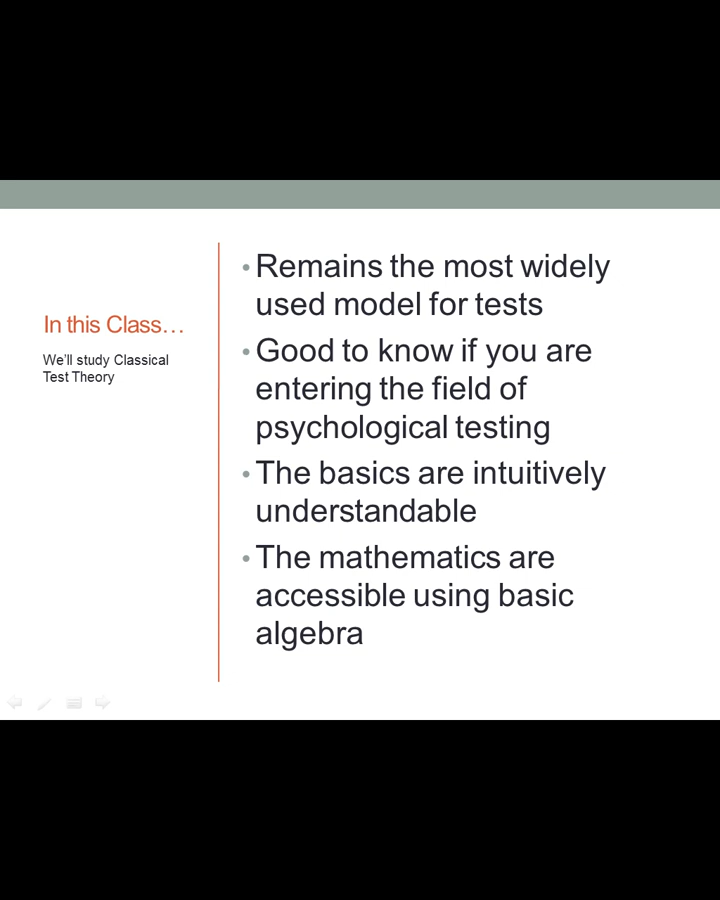 In this Class…
We'll study Classical
Test Theory
• Remains the most widely
used model for tests
• Good to know if you are
entering the field of
psychological testing
• The basics are intuitively
understandable
• The mathematics are
accessible using basic
algebra